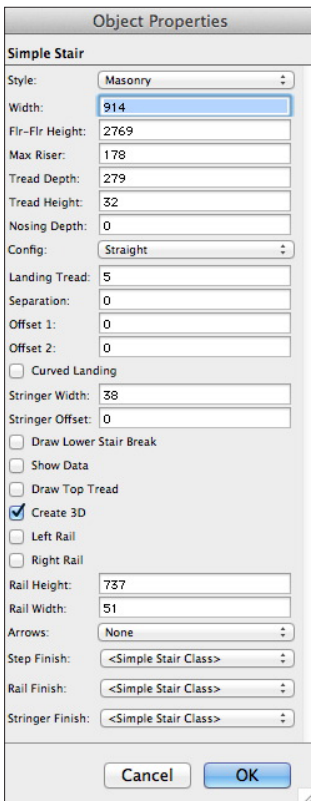 Object Properties
Simple Stair
Style: Masonry
Width: 914
Flr-Flr Height: 2769
Max Riser: 178
Tread Depth: 279
Tread Height: 32
Nosing Depth: 0
Config: Straight
Landing Tread: 5
Separation: 0
Offset 1: 0
Offset 2: 0
Curved Landing
Stringer Width: 38
Stringer Offset: 0
Draw Lower Stair Break
Show Data
Draw Top Tread
Create 3D
Left Rail
Right Rail
Rail Height: 737
Rail Width: 51
Arrows: None
Step Finish: <Simple Stair Class>
Rail Finish: <Simple Stair Class>
Stringer Finish: <Simple Stair Class>
Cancel OK